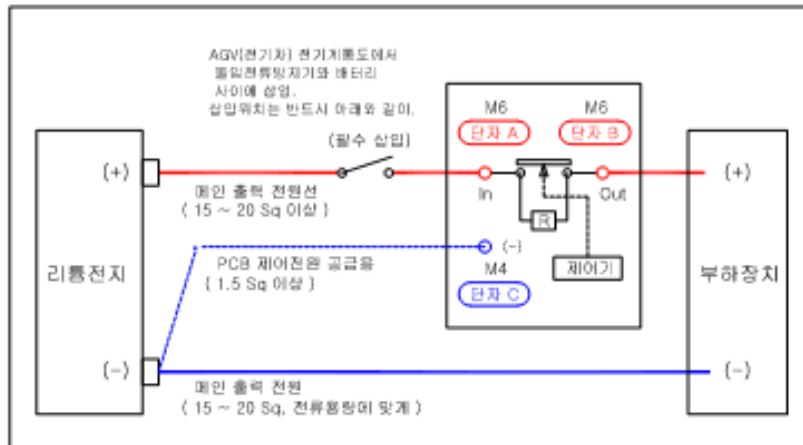 AGV(전기차) 전기계통도에서
돌입전류방지기와 배터리
사이에 삽입.
삽입위치는 반드시 아래와 같이.
(필수 삽입)
M6
M6
단자 A
단자 B
(+)
(+)
In
Out
메인 출력 전원선
( 15 ~ 20 Sq 이상 )
R
(-)
PCB 제어전원 공급용
( 1.5 Sq 이상 )
M4
제어기
단자 C
리튬전지
부하장치
(-)
(-)
메인 출력 전원
( 15 ~ 20 Sq, 전류용량에 맞게 )